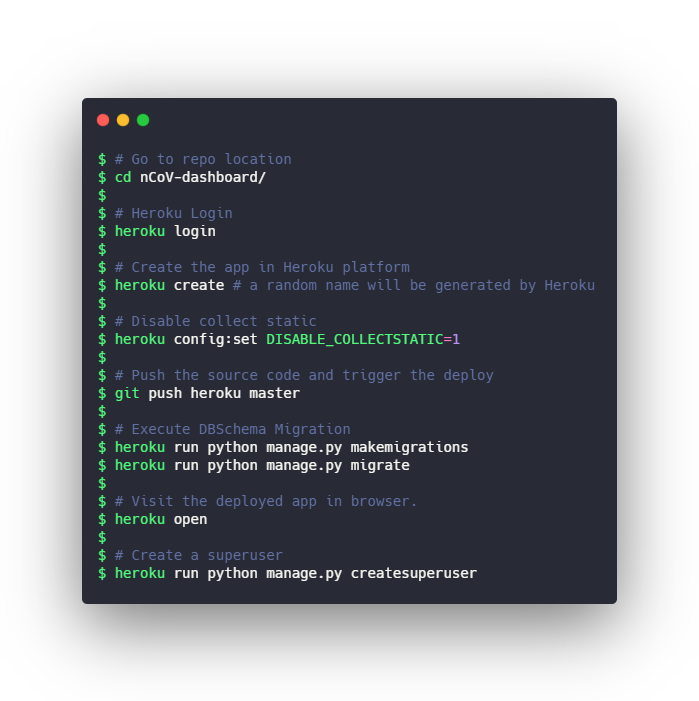 $ # Go to repo location
$ cd nCoV-dashboard/
$
$ # Heroku Login
$ heroku login
$
$ # Create the app in Heroku platform
$ heroku create # a random name will be generated by Heroku
$
$ # Disable collect static
$ heroku config:set DISABLE_COLLECTSTATIC=1
$
$ # Push the source code and trigger the deploy
$ git push heroku master
$
$ # Execute DBSchema Migration
$ heroku run python manage.py makemigrations
$ heroku run python manage.py migrate
$
$ # Visit the deployed app in browser.
$ heroku open
$
$ # Create a superuser
$ heroku run python manage.py createsuperuser